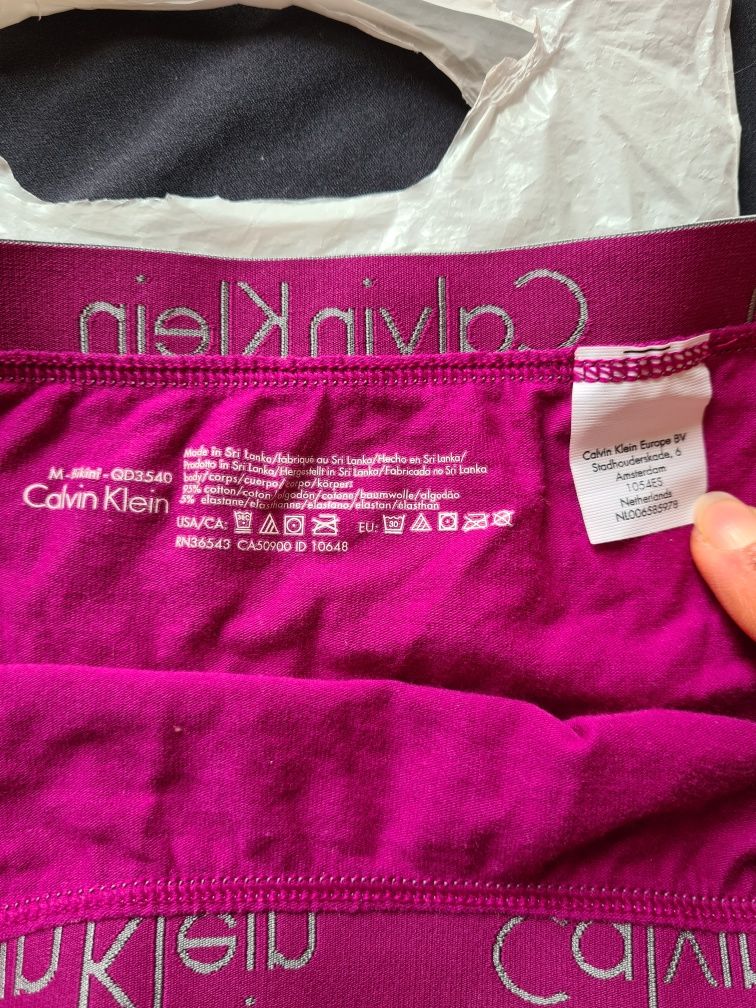 Calvin Klein
M - Bikini - QD3540
Calvin Klein
Made in Sri Lanka/fabriqué au Sri Lanka/Hecho en Sri Lanka/
Prodotto in Sri Lanka/Hergestellt in Sri Lanka/Fabricado no Sri Lanka
body/corps/cuerpo/corpo/körper:
95% cotton/coton/algodón/cotone/baumwolle/algodão
5% elastane/élasthanne/elastano/elastan/elasthan
USA/CA: EU: 30
RN36543 CA50900 ID 10648
Calvin Klein Europe BV
Stadhouderskade, 6
Amsterdam
1054ES
Netherlands
NL006585978
Klein Calvin